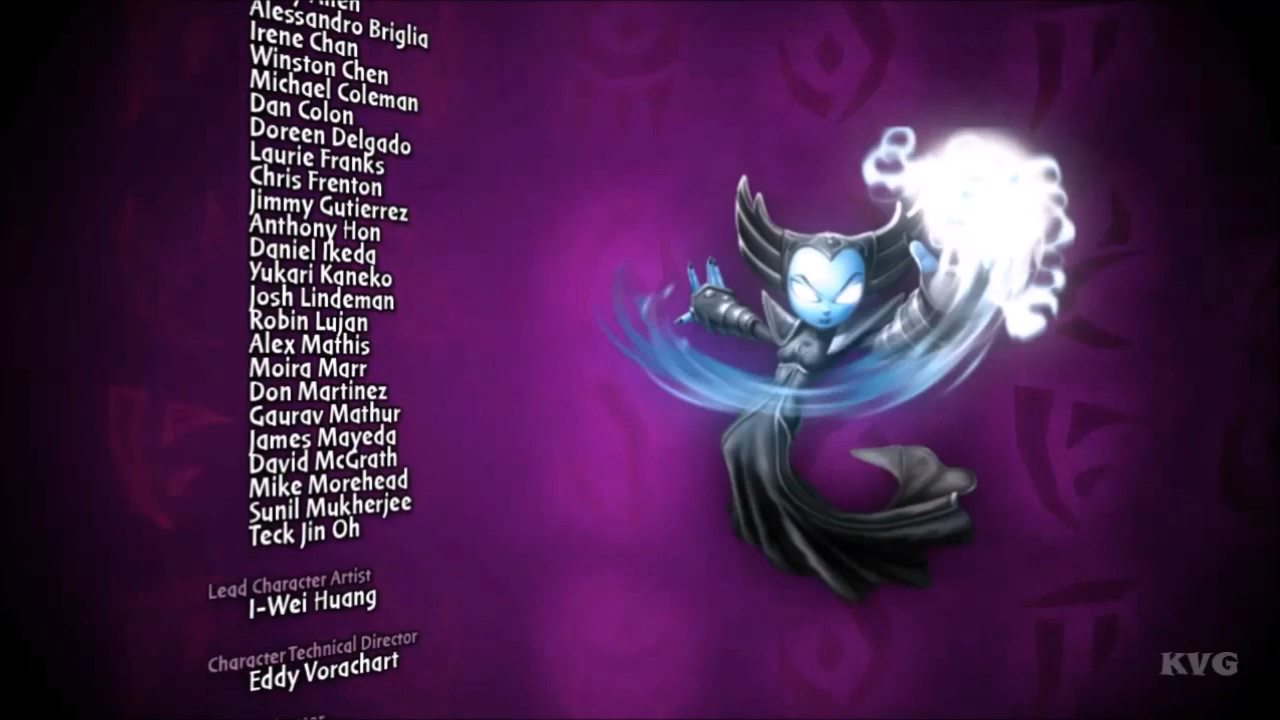 Alessandro Briglia
Irene Chan
Winston Chen
Michael Coleman
Dan Colon
Doreen Delgado
Laurie Franks
Chris Frenton
Jimmy Gutierrez
Anthony Hon
Daniel Ikeda
Yukari Kaneko
Josh Lindeman
Robin Lujan
Alex Mathis
Moira Marr
Don Martinez
Gaurav Mathur
James Mayeda
David McGrath
Mike Morehead
Sunil Mukherjee
Teck Jin Oh
Lead Character Artist
I-Wei Huang
Character Technical Director
Eddy Vorachart
KVG